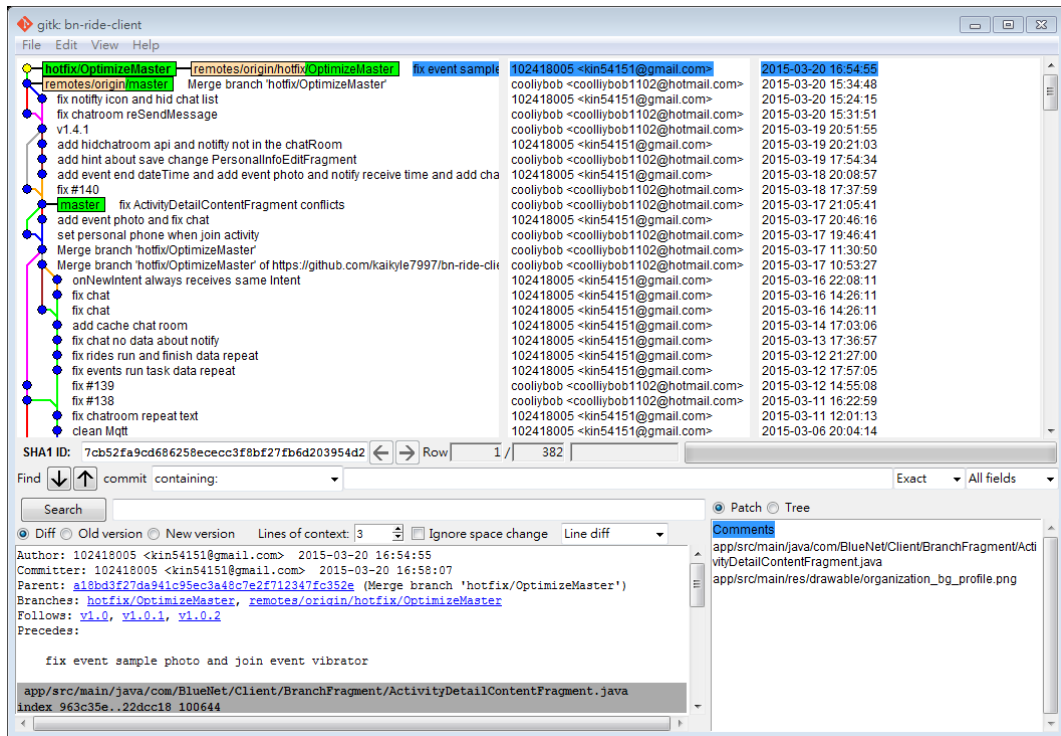 gitk: bn-ride-client
File Edit View Help
hotfix/OptimizeMaster remotes/origin/hotfix/OptimizeMaster fix event sample 102418005 <kin54151@gmail.com> 2015-03-20 16:54:55
remotes/origin/master Merge branch 'hotfix/OptimizeMaster' cooliybob <coolliybob1102@hotmail.com> 2015-03-20 15:34:48
fix notifty icon and hid chat list 102418005 <kin54151@gmail.com> 2015-03-20 15:24:15
fix chatroom reSendMessage cooliybob <coolliybob1102@hotmail.com> 2015-03-20 15:31:51
v1.4.1 cooliybob <coolliybob1102@hotmail.com> 2015-03-19 20:51:55
add hidchatroom api and notifty not in the chatRoom 102418005 <kin54151@gmail.com> 2015-03-19 20:21:03
add hint about save change PersonalInfoEditFragment cooliybob <coolliybob1102@hotmail.com> 2015-03-19 17:54:34
add event end dateTime and add event photo and notify receive time and add cha 102418005 <kin54151@gmail.com> 2015-03-18 20:08:57
fix #140 cooliybob <coolliybob1102@hotmail.com> 2015-03-18 17:37:59
master fix ActivityDetailContentFragment conflicts cooliybob <coolliybob1102@hotmail.com> 2015-03-17 21:05:41
add event photo and fix chat 102418005 <kin54151@gmail.com> 2015-03-17 20:46:16
set personal phone when join activity cooliybob <coolliybob1102@hotmail.com> 2015-03-17 19:46:41
Merge branch 'hotfix/OptimizeMaster' cooliybob <coolliybob1102@hotmail.com> 2015-03-17 11:30:50
Merge branch 'hotfix/OptimizeMaster' of https://github.com/kaikyle7997/bn-ride-clie cooliybob <coolliybob1102@hotmail.com> 2015-03-17 10:53:27
onNewIntent always receives same Intent 102418005 <kin54151@gmail.com> 2015-03-16 22:08:11
fix chat 102418005 <kin54151@gmail.com> 2015-03-16 14:26:11
fix chat 102418005 <kin54151@gmail.com> 2015-03-16 14:26:11
add cache chat room 102418005 <kin54151@gmail.com> 2015-03-14 17:03:06
fix chat no data about notify 102418005 <kin54151@gmail.com> 2015-03-13 17:36:57
fix rides run and finish data repeat 102418005 <kin54151@gmail.com> 2015-03-12 21:27:00
fix events run task data repeat 102418005 <kin54151@gmail.com> 2015-03-12 17:57:05
fix #139 cooliybob <coolliybob1102@hotmail.com> 2015-03-12 14:55:08
fix #138 cooliybob <coolliybob1102@hotmail.com> 2015-03-11 16:22:59
fix chatroom repeat text 102418005 <kin54151@gmail.com> 2015-03-11 12:01:13
clean Mqtt 102418005 <kin54151@gmail.com> 2015-03-06 20:04:14
SHA1 ID: 7cb52fa9cd686258ececc3f8bf27fb6d203954d2 Row 1 / 382
Find commit containing: Exact All fields
Search Patch Tree
Diff Old version New version Lines of context: 3 Ignore space change Line diff
Comments
app/src/main/java/com/BlueNet/Client/BranchFragment/Acti
vityDetailContentFragment.java
app/src/main/res/drawable/organization_bg_profile.png
Author: 102418005 <kin54151@gmail.com> 2015-03-20 16:54:55
Committer: 102418005 <kin54151@gmail.com> 2015-03-20 16:58:07
Parent: a18bd3f27da941c95ec3a48c7e2f712347fc352e (Merge branch 'hotfix/OptimizeMaster')
Branches: hotfix/OptimizeMaster, remotes/origin/hotfix/OptimizeMaster
Follows: v1.0, v1.0.1, v1.0.2
Precedes:
fix event sample photo and join event vibrator
app/src/main/java/com/BlueNet/Client/BranchFragment/ActivityDetailContentFragment.java
index 963c35e..22dcc18 100644